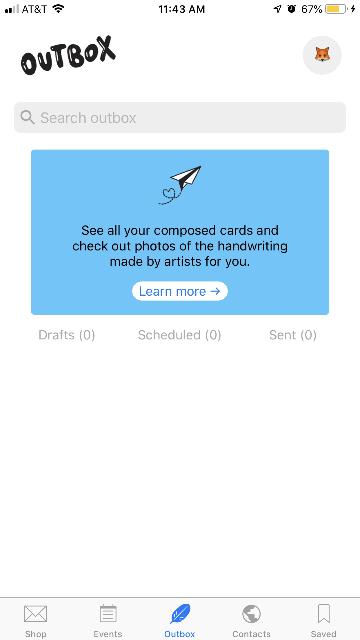 AT&T 11:43 AM 67%
OUTBOX
Search outbox
See all your composed cards and
check out photos of the handwriting
made by artists for you.
Learn more →
Drafts (0) Scheduled (0) Sent (0)
Shop Events Outbox Contacts Saved